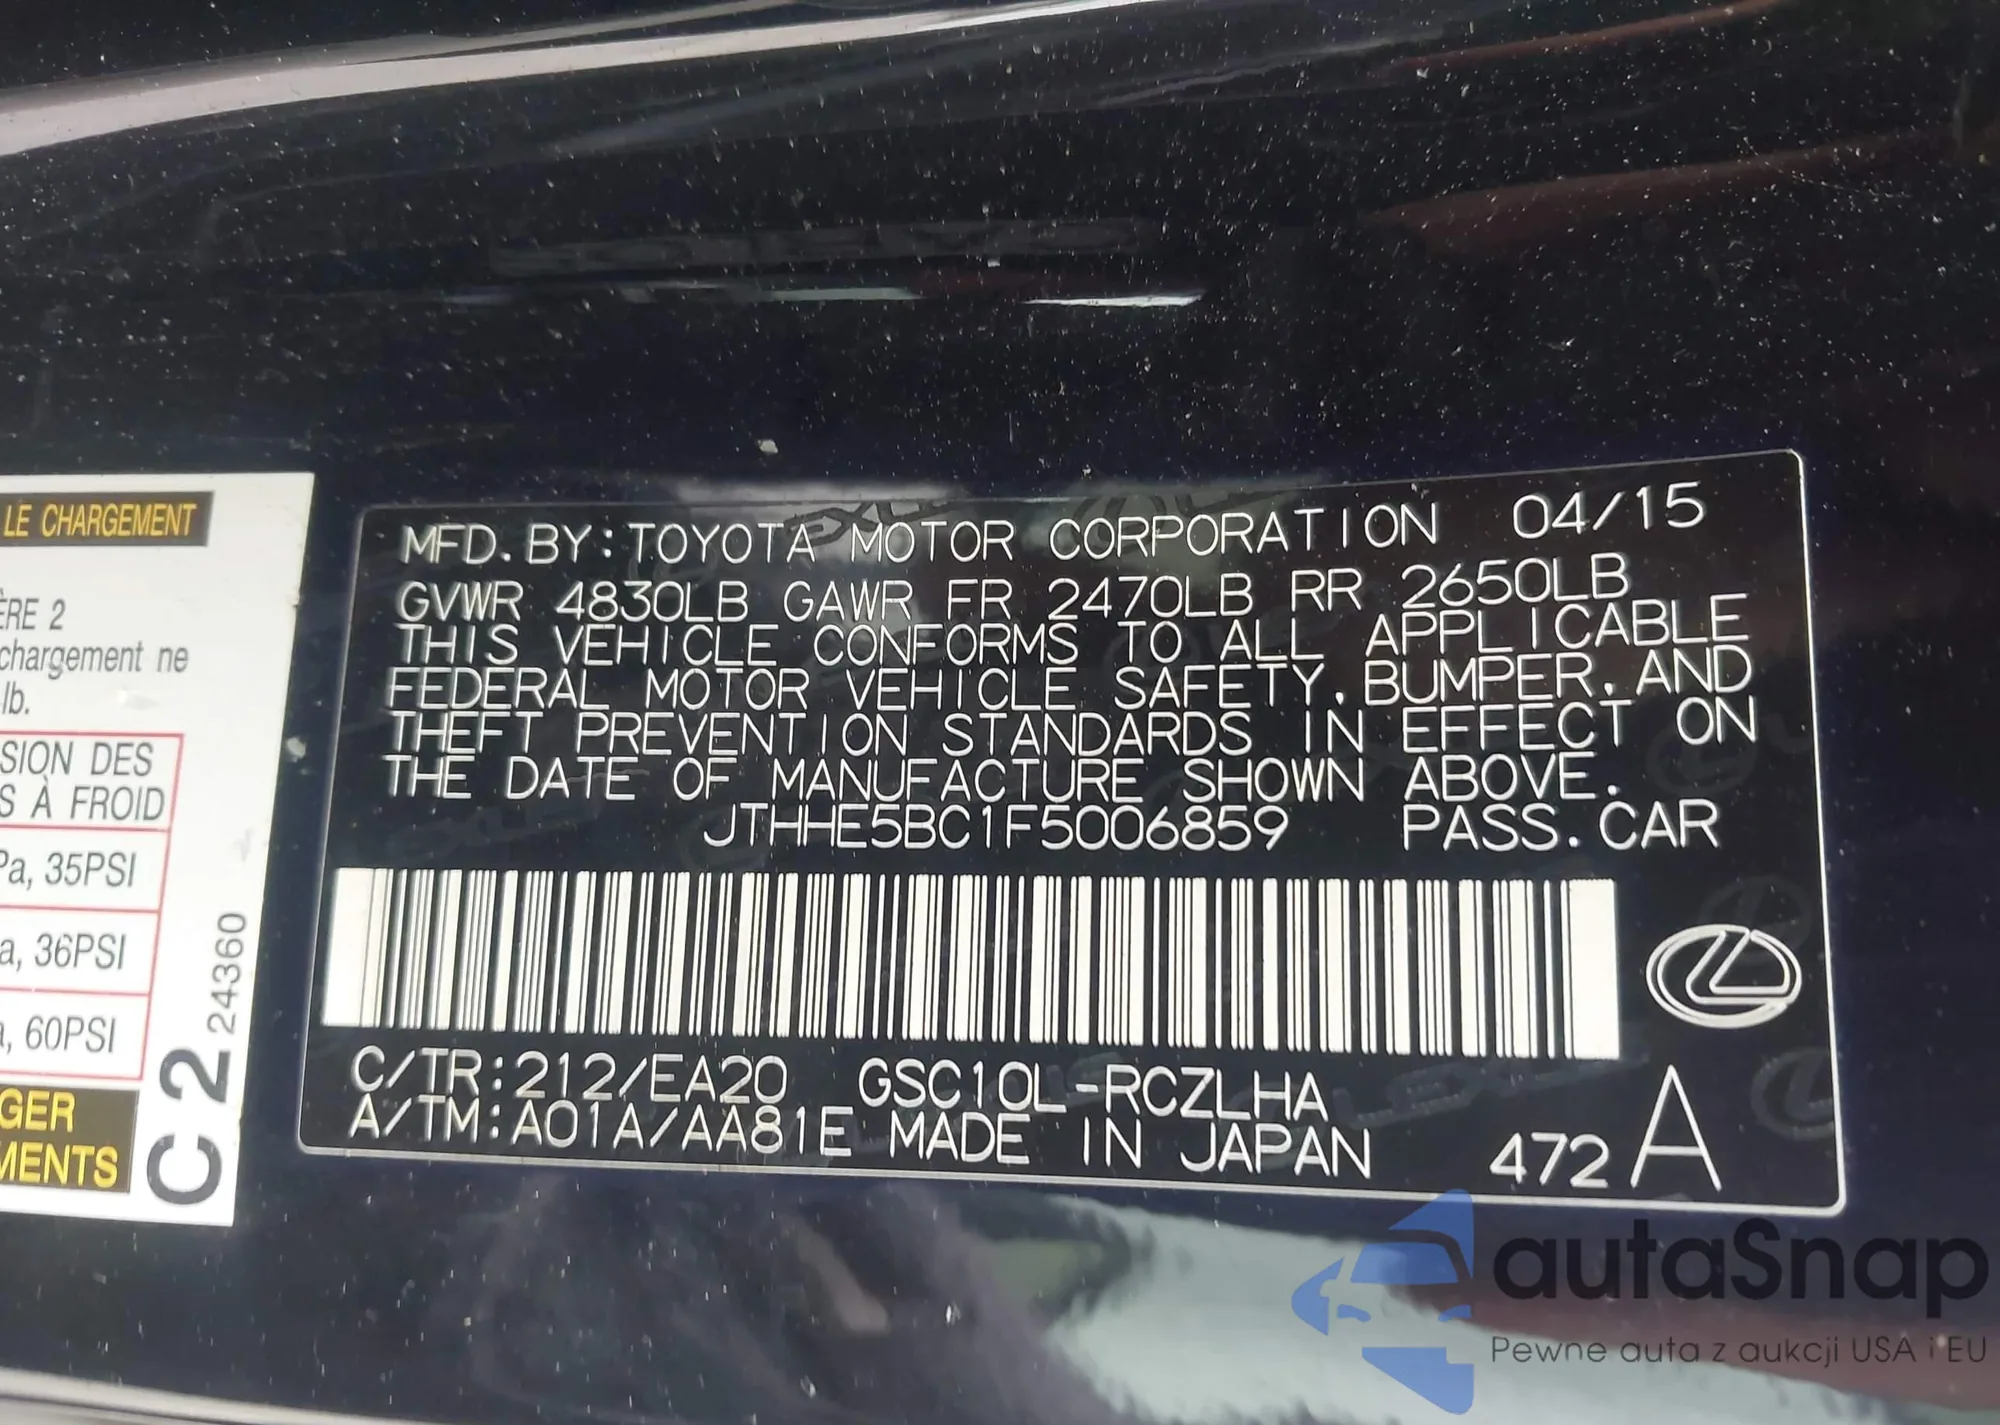 LE CHARGEMENT
ÈRE 2
chargement ne
lb.
SION DES
S À FROID
Pa, 35PSI
a, 36PSI
a, 60PSI
GER
MENTS
C 2 24360
MFD. BY: TOYOTA MOTOR CORPORATION 04/15
GVWR 4830LB GAWR FR 2470LB RR 2650LB
THIS VEHICLE CONFORMS TO ALL APPLICABLE
FEDERAL MOTOR VEHICLE SAFETY, BUMPER, AND
THEFT PREVENTION STANDARDS IN EFFECT ON
THE DATE OF MANUFACTURE SHOWN ABOVE.
JTHHE5BC1F5006859 PASS. CAR
C/TR:212/EA20 GSC10L-RCZLHA
A/TM:A01A/AA81E MADE IN JAPAN 472 A
autaSnap
Pewne auta z aukcji USA i EU